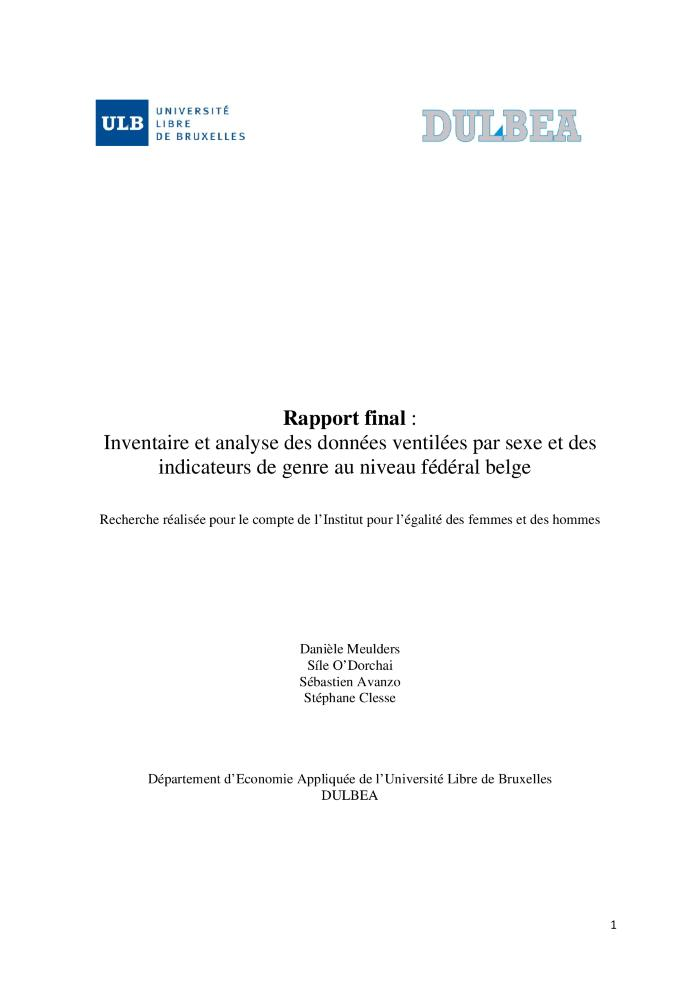 ULB
UNIVERSITÉ
LIBRE
DE BRUXELLES
DULBEA
Rapport final :
Inventaire et analyse des données ventilées par sexe et des
indicateurs de genre au niveau fédéral belge
Recherche réalisée pour le compte de l’Institut pour l’égalité des femmes et des hommes
Danièle Meulders
Síle O’Dorchai
Sébastien Avanzo
Stéphane Clesse
Département d’Economie Appliquée de l’Université Libre de Bruxelles
DULBEA
1